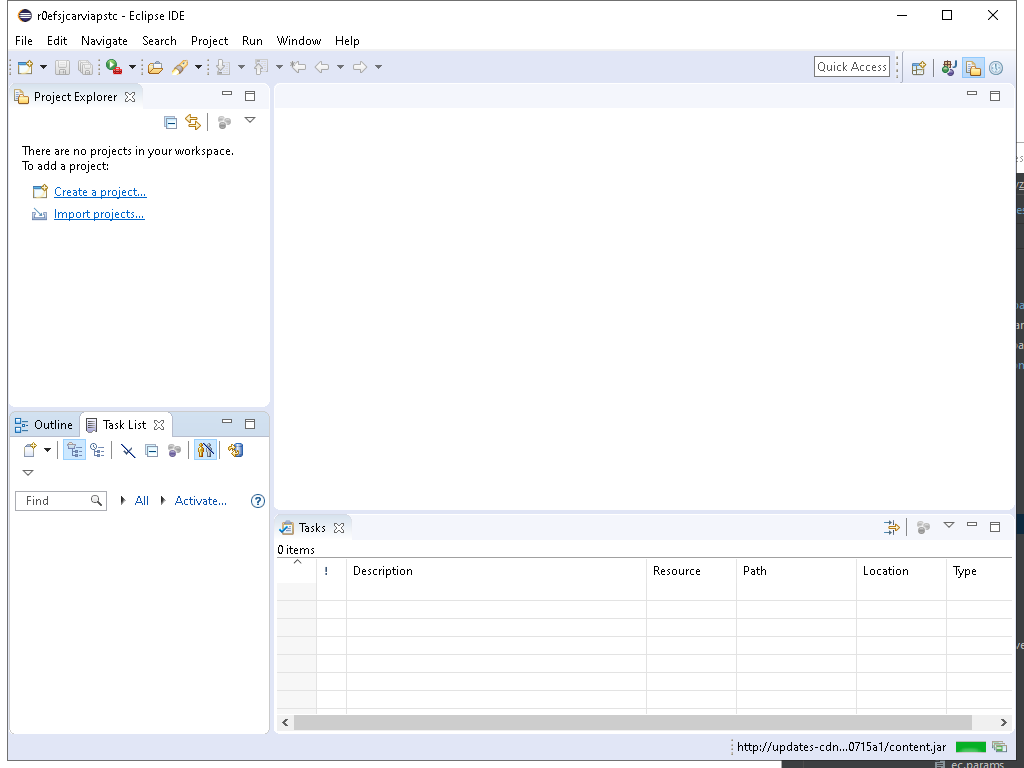 r0efsjcarviapstc - Eclipse IDE
File Edit Navigate Search Project Run Window Help
Quick Access
Project Explorer
There are no projects in your workspace.
To add a project:
Create a project...
Import projects...
Outline Task List
Find All Activate...
Tasks
0 items
! Description Resource Path Location Type
http://updates-cdn...0715a1/content.jar
ec.params